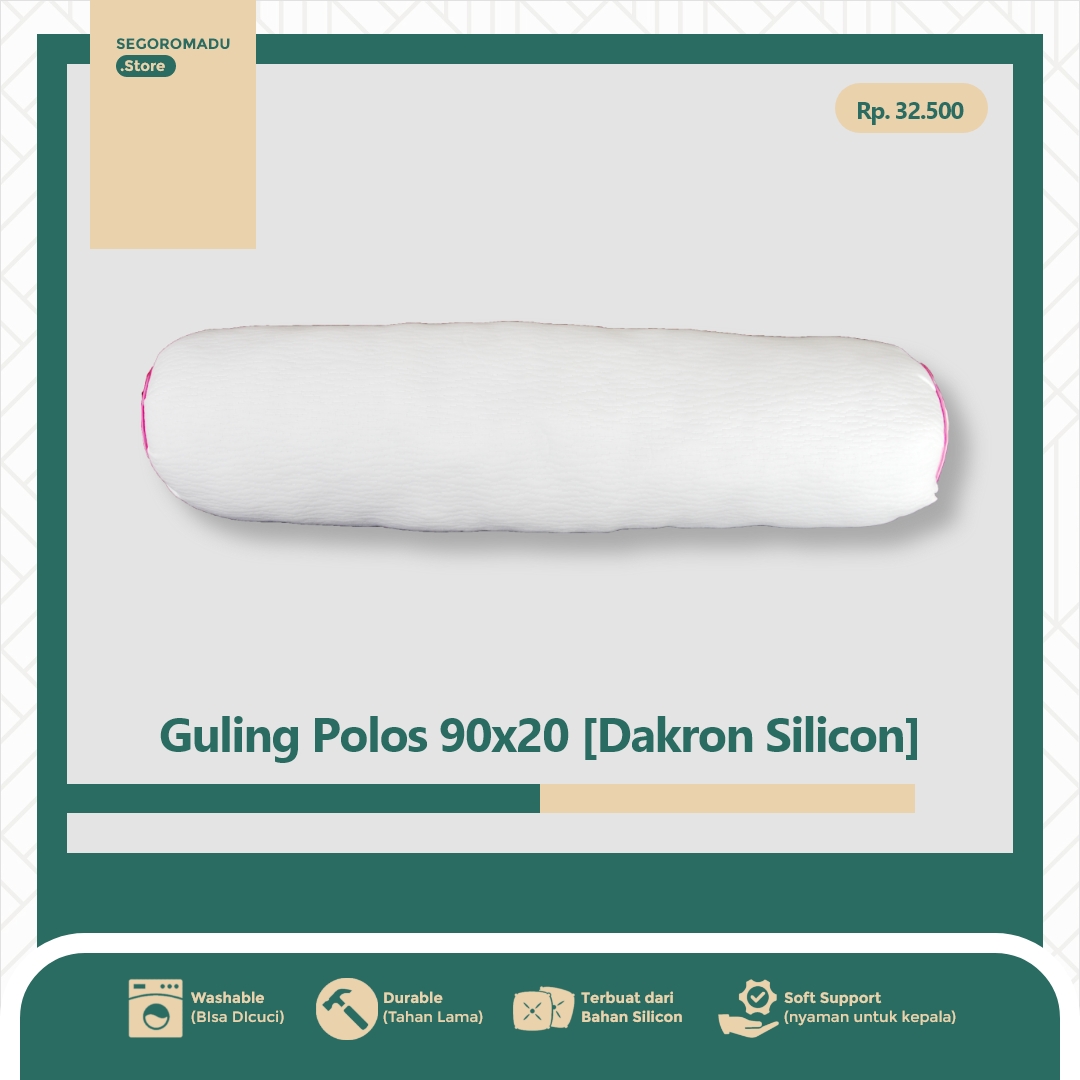 SEGOROMADU
.Store
Rp. 32.500
Guling Polos 90x20 [Dakron Silicon]
Washable
(BIsa DIcuci)
Durable
(Tahan Lama)
Terbuat dari
Bahan Silicon
Soft Support
(nyaman untuk kepala)